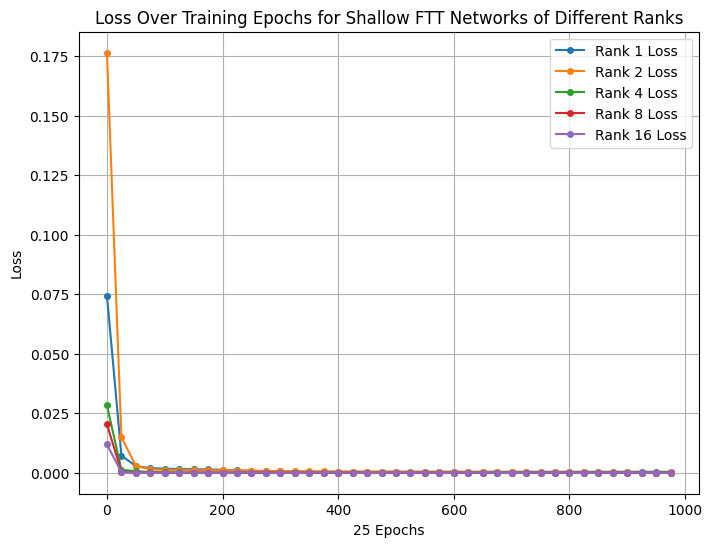 Loss Over Training Epochs for Shallow FTT Networks of Different Ranks
Rank 1 Loss
Rank 2 Loss
Rank 4 Loss
Rank 8 Loss
Rank 16 Loss
0.175
0.150
0.125
0.100
0.075
0.050
0.025
0.000
Loss
0 200 400 600 800 1000
25 Epochs